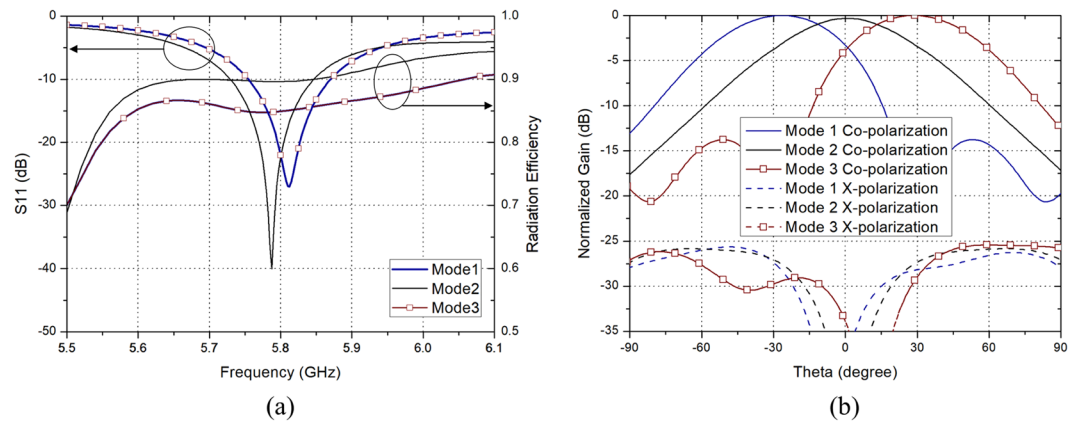 0
-10
-20
-30
-40
-50
S11 (dB)
1.0
0.9
0.8
0.7
0.6
0.5
Radiation Efficiency
Mode1
Mode2
Mode3
5.5
5.6
5.7
5.8
5.9
6.0
6.1
Frequency (GHz)
(a)
0
-5
-10
-15
-20
-25
-30
-35
Normalized Gain (dB)
Mode 1 Co-polarization
Mode 2 Co-polarization
Mode 3 Co-polarization
Mode 1 X-polarization
Mode 2 X-polarization
Mode 3 X-polarization
-90
-60
-30
0
30
60
90
Theta (degree)
(b)